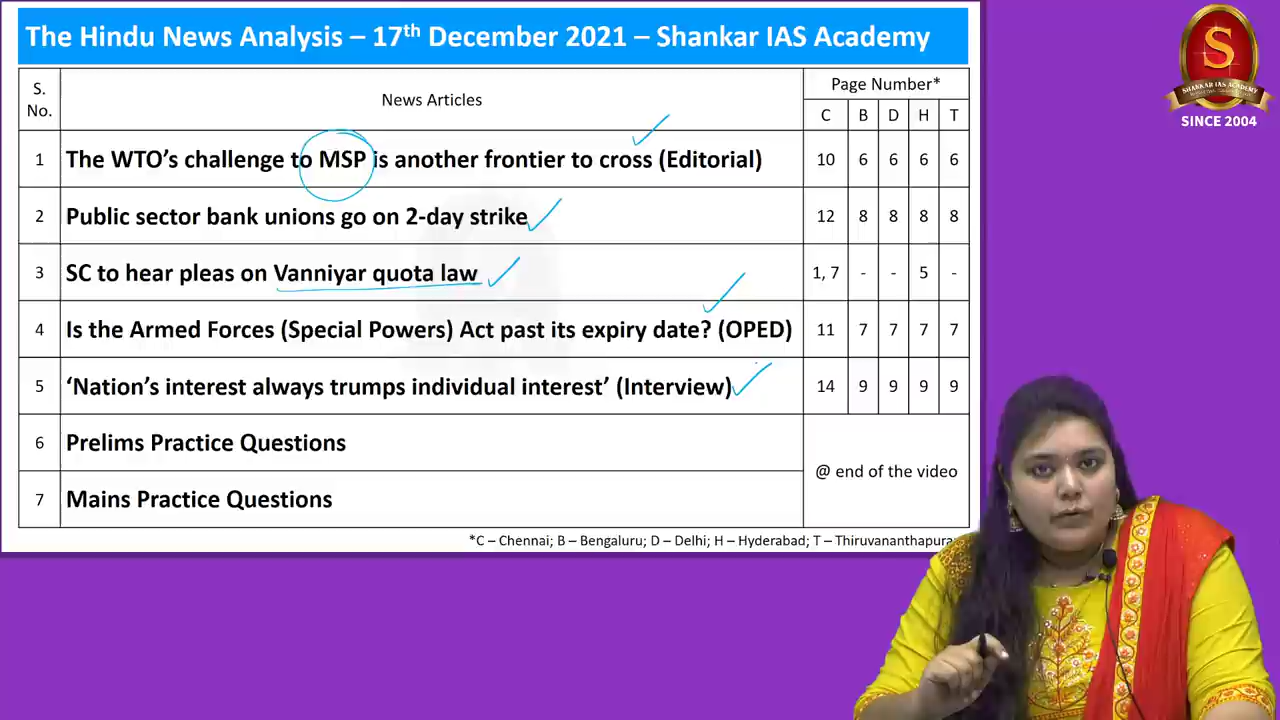 The Hindu News Analysis – 17th December 2021 – Shankar IAS Academy
S. No.
News Articles
Page Number*
C B D H T
1 The WTO's challenge to MSP is another frontier to cross (Editorial) 10 6 6 6 6
2 Public sector bank unions go on 2-day strike 12 8 8 8 8
3 SC to hear pleas on Vanniyar quota law 1, 7 - - 5 -
4 Is the Armed Forces (Special Powers) Act past its expiry date? (OPED) 11 7 7 7 7
5 ‘Nation’s interest always trumps individual interest’ (Interview) 14 9 9 9 9
6 Prelims Practice Questions
@ end of the video
7 Mains Practice Questions
*C – Chennai; B – Bengaluru; D – Delhi; H – Hyderabad; T – Thiruvananthapura
S
SHANKAR IAS ACADEMY
SINCE 2004